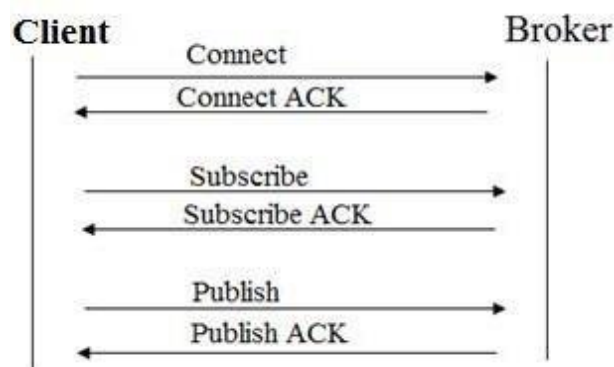 Client
Broker
Connect
Connect ACK
Subscribe
Subscribe ACK
Publish
Publish ACK